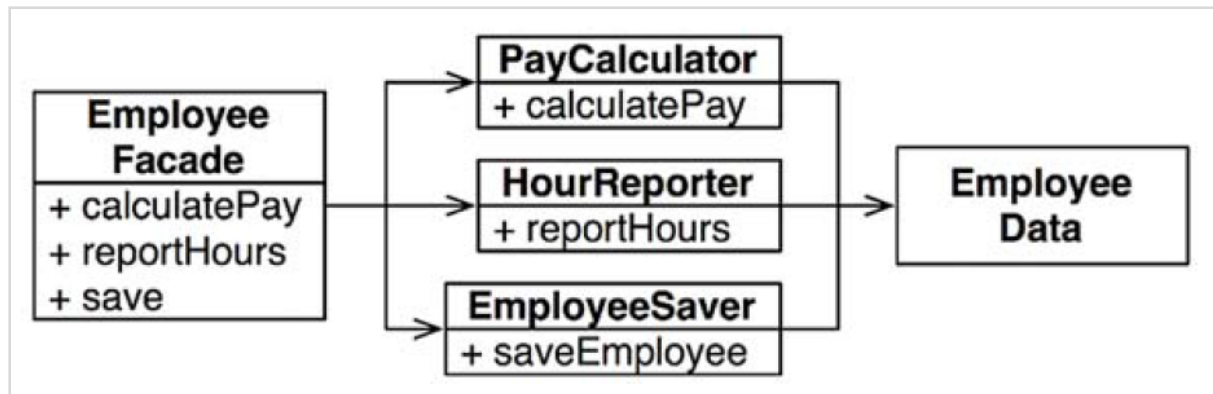 Employee
Facade
+ calculatePay
+ reportHours
+ save
PayCalculator
+ calculatePay
HourReporter
+ reportHours
EmployeeSaver
+ saveEmployee
Employee
Data